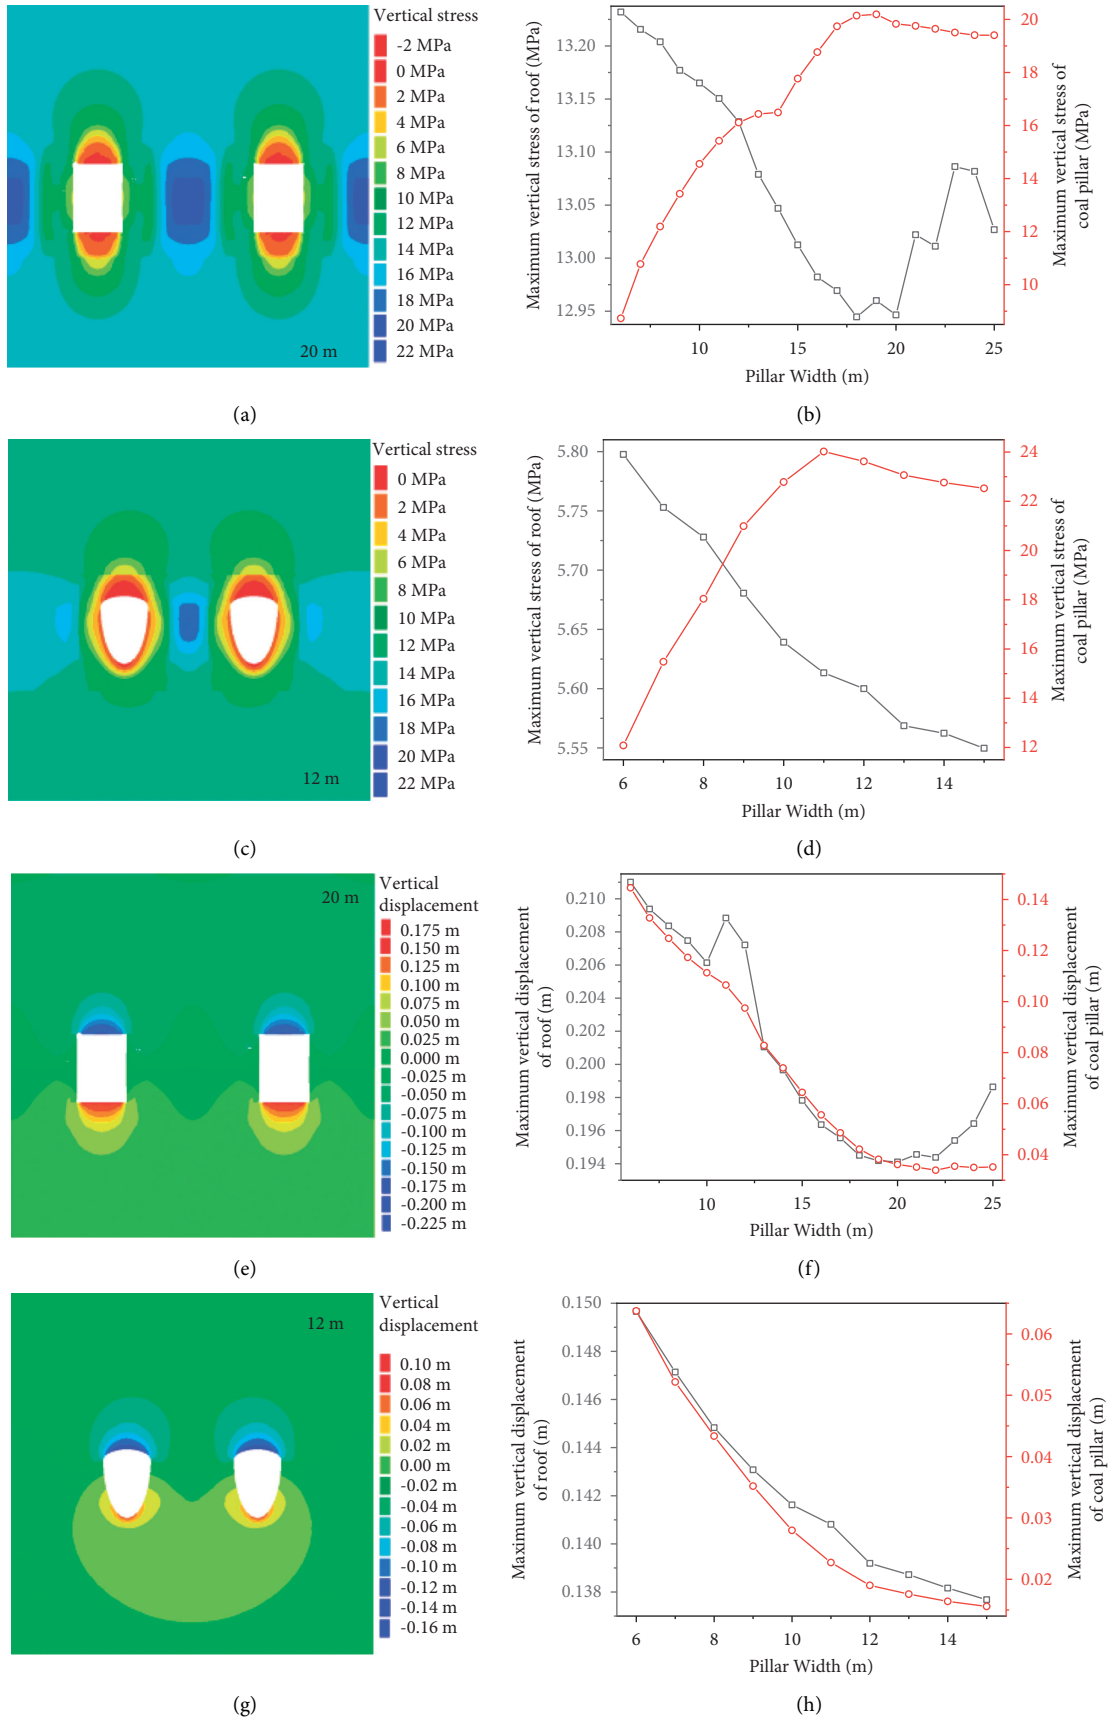 Vertical stress
-2 MPa
0 MPa
2 MPa
4 MPa
6 MPa
8 MPa
10 MPa
12 MPa
14 MPa
16 MPa
18 MPa
20 MPa
22 MPa
20 m
(a)
Maximum vertical stress of roof (MPa)
13.20
13.15
13.10
13.05
13.00
12.95
10
15
20
25
Pillar Width (m)
20
18
16
14
12
10
Maximum vertical stress of
coal pillar (MPa)
(b)
Vertical stress
0 MPa
2 MPa
4 MPa
6 MPa
8 MPa
10 MPa
12 MPa
14 MPa
16 MPa
18 MPa
20 MPa
22 MPa
12 m
(c)
Maximum vertical stress of roof (MPa)
5.80
5.75
5.70
5.65
5.60
5.55
6
8
10
12
14
Pillar Width (m)
24
22
20
18
16
14
12
Maximum vertical stress of
coal pillar (MPa)
(d)
20 m
Vertical
displacement
0.175 m
0.150 m
0.125 m
0.100 m
0.075 m
0.050 m
0.025 m
0.000 m
-0.025 m
-0.050 m
-0.075 m
-0.100 m
-0.125 m
-0.150 m
-0.175 m
-0.200 m
-0.225 m
(e)
Maximum vertical displacement
of roof (m)
0.210
0.208
0.206
0.204
0.202
0.200
0.198
0.196
0.194
10
15
20
25
Pillar Width (m)
0.14
0.12
0.10
0.08
0.06
0.04
Maximum vertical displacement
of coal pillar (m)
(f)
12 m
Vertical
displacement
0.10 m
0.08 m
0.06 m
0.04 m
0.02 m
0.00 m
-0.02 m
-0.04 m
-0.06 m
-0.08 m
-0.10 m
-0.12 m
-0.14 m
-0.16 m
(g)
Maximum vertical displacement
of roof (m)
0.150
0.148
0.146
0.144
0.142
0.140
0.138
6
8
10
12
14
Pillar Width (m)
0.06
0.05
0.04
0.03
0.02
Maximum vertical displacement
of coal pillar (m)
(h)